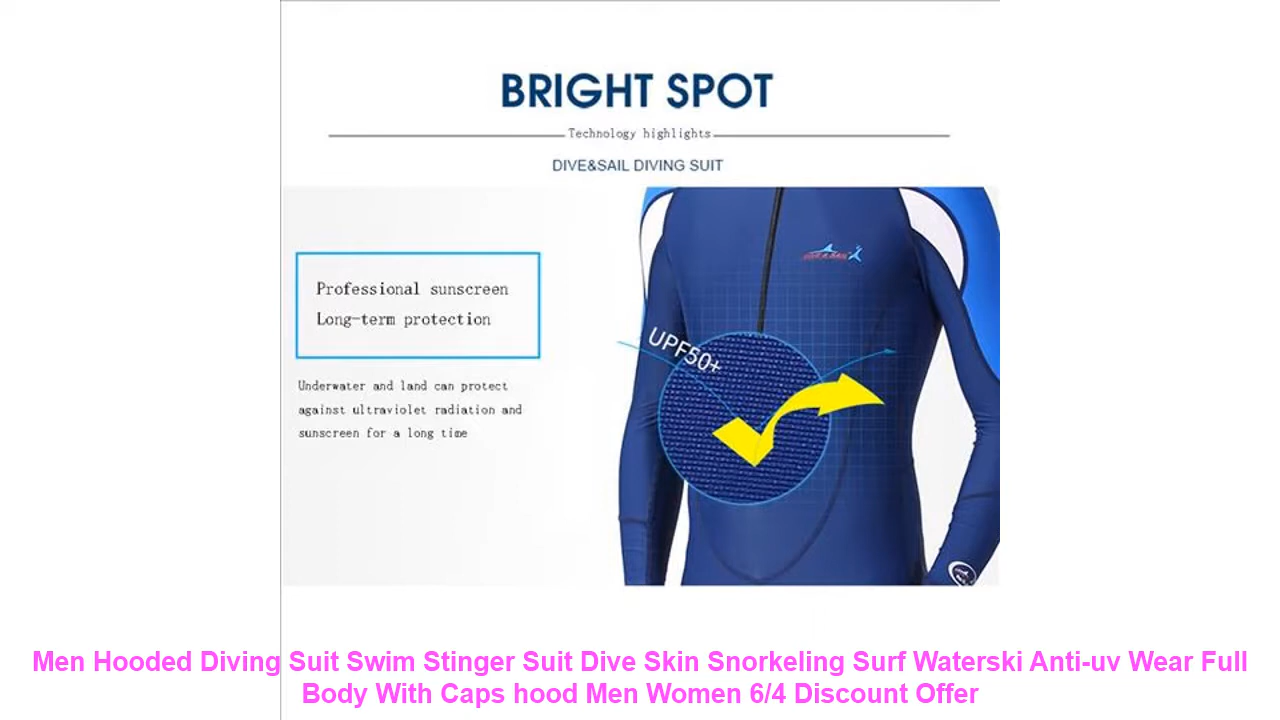 BRIGHT SPOT
Technology highlights
DIVE&SAIL DIVING SUIT
Professional sunscreen
Long-term protection
UPF50+
Underwater and land can protect
against ultraviolet radiation and
sunscreen for a long time
Men Hooded Diving Suit Swim Stinger Suit Dive Skin Snorkeling Surf Waterski Anti-uv Wear Full
Body With Caps hood Men Women 6/4 Discount Offer